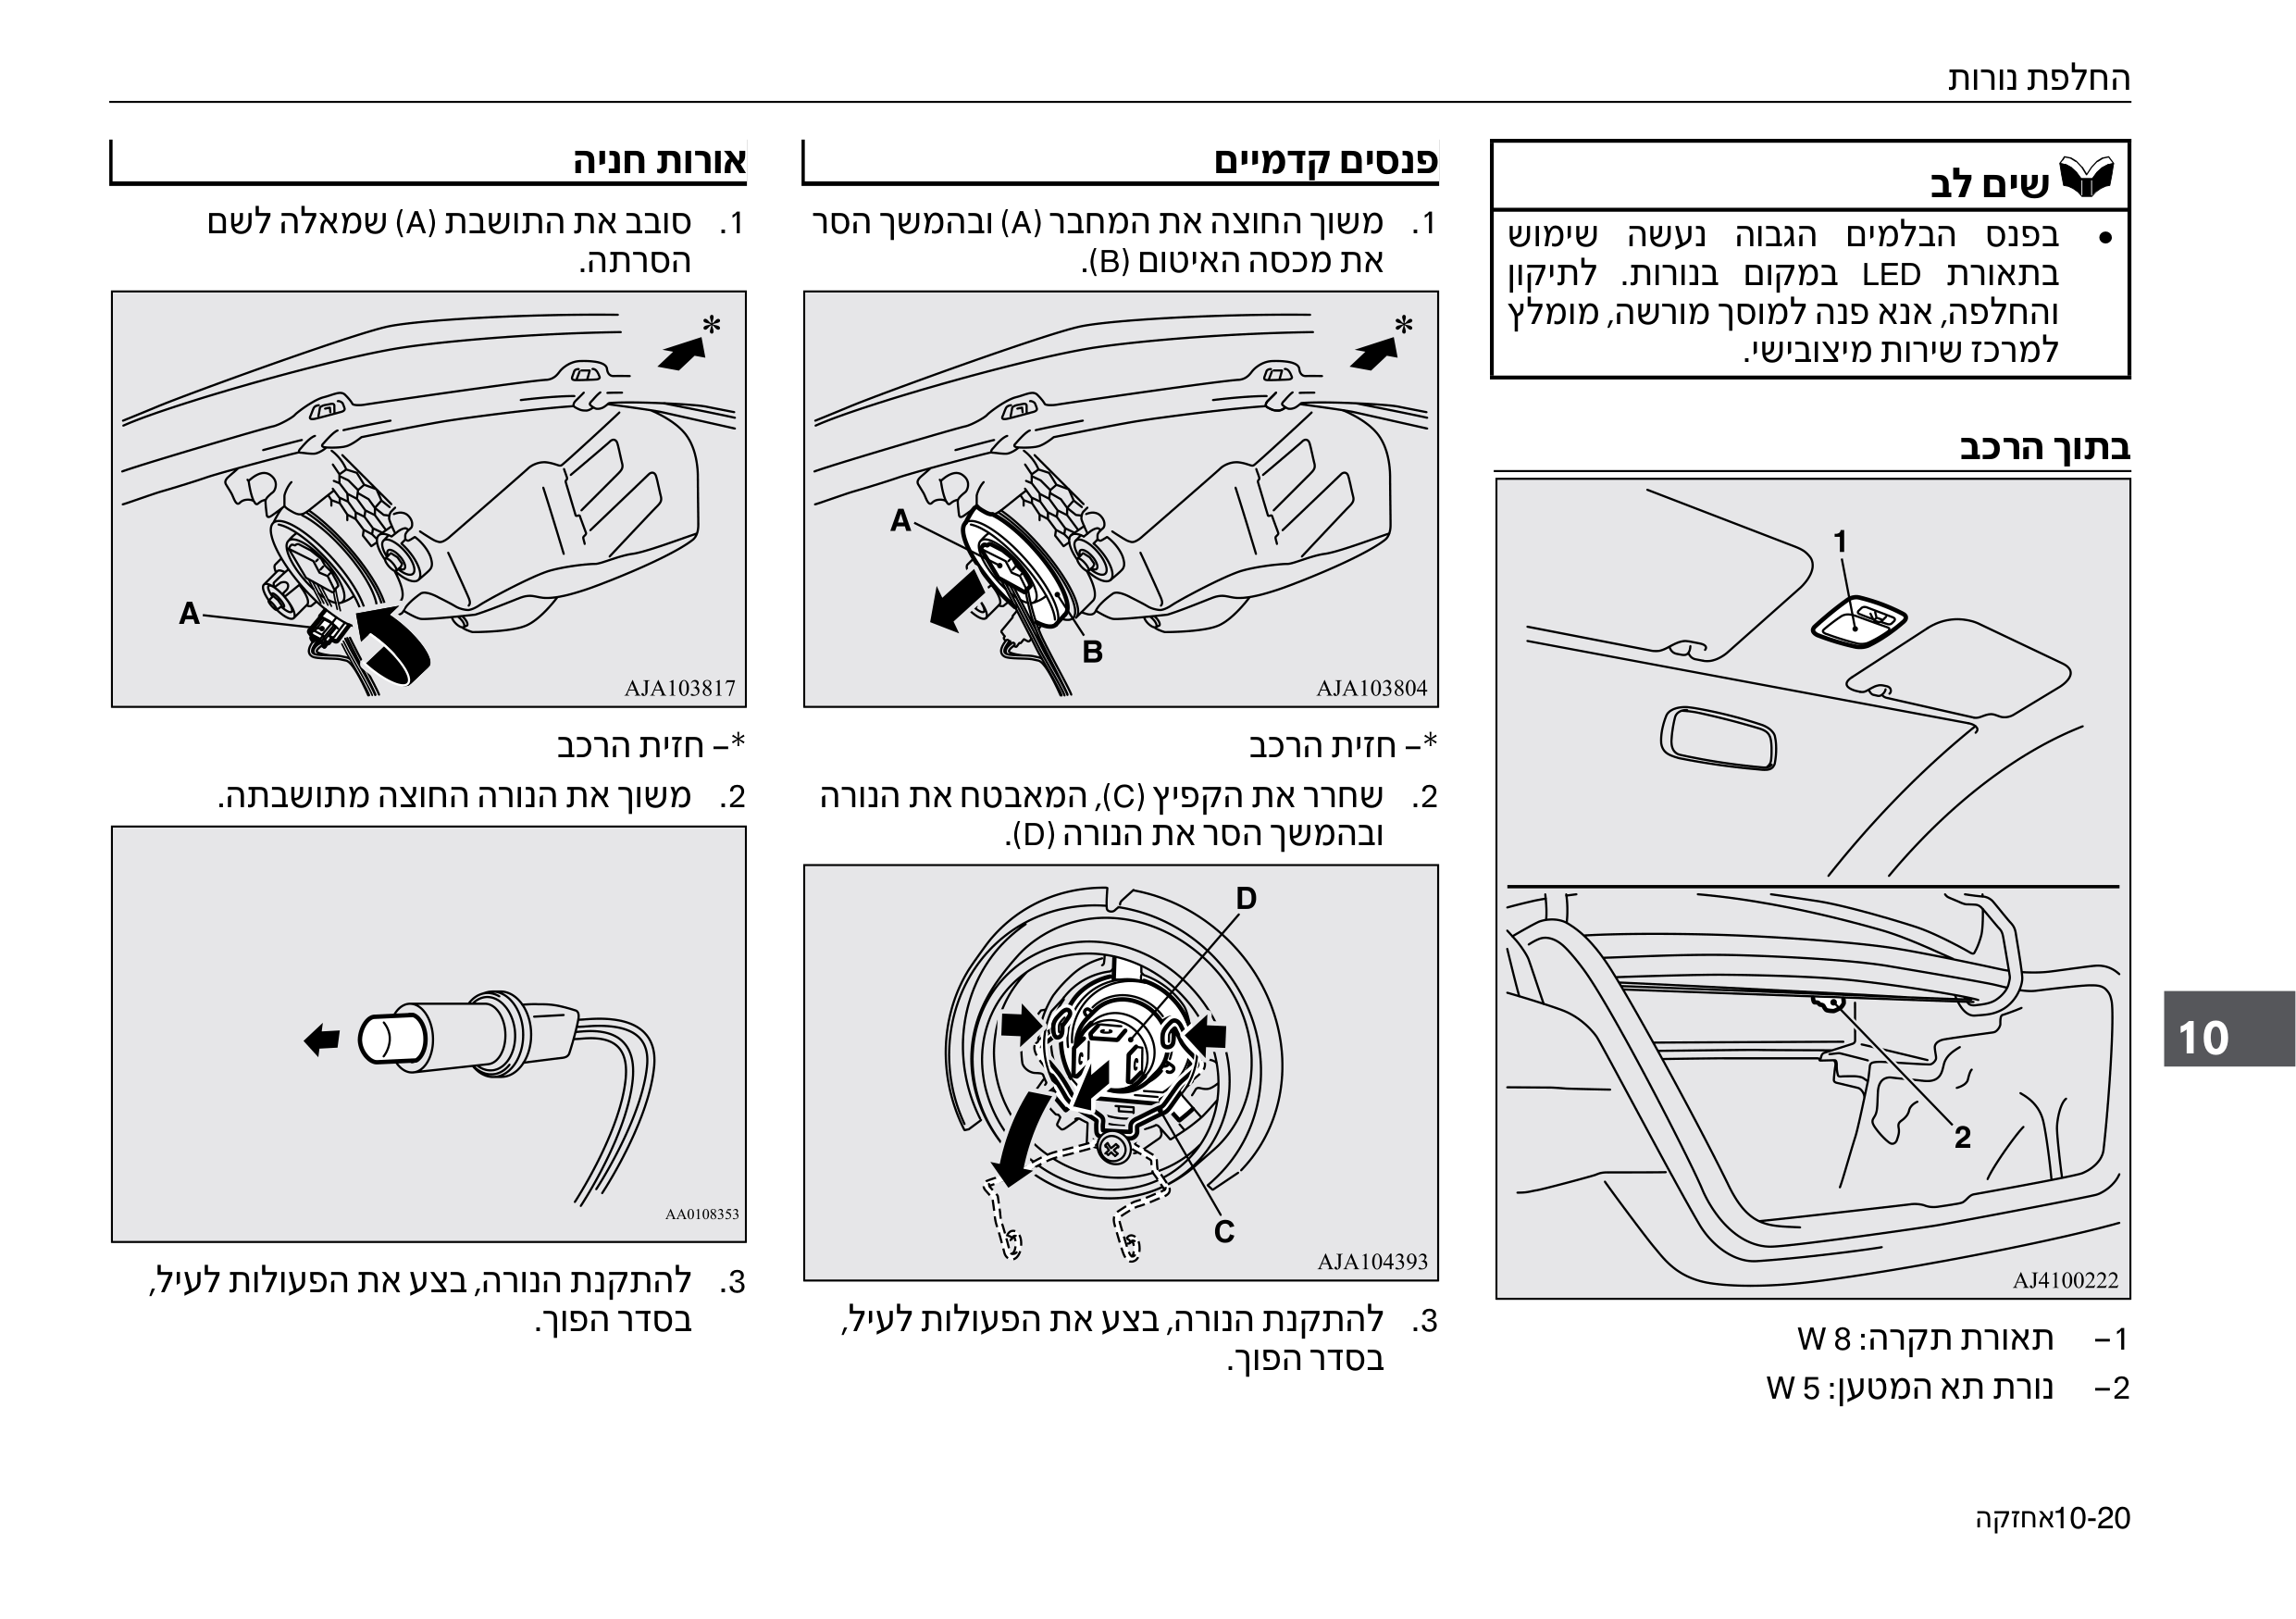 החלפת נורות
שים לב
• בפנס הבלמים הגבוה נעשה שימוש
בתאורת LED במקום בנורות. לתיקון
והחלפה, אנא פנה למוסך מורשה, מומלץ
למרכז שירות מיצובישי.
בתוך הרכב
1
2
AJ4100222
1– תאורת תקרה: 8 W
2– נורת תא המטען: 5 W
פנסים קדמיים
1. משוך החוצה את המחבר (A) ובהמשך הסר
את מכסה האיטום (B).
*
A
B
AJA103804
*– חזית הרכב
2. שחרר את הקפיץ (C), המאבטח את הנורה
ובהמשך הסר את הנורה (D).
D
C
AJA104393
3. להתקנת הנורה, בצע את הפעולות לעיל,
בסדר הפוך.
אורות חניה
1. סובב את התושבת (A) שמאלה לשם
הסרתה.
*
A
AJA103817
*– חזית הרכב
2. משוך את הנורה החוצה מתושבתה.
AA0108353
3. להתקנת הנורה, בצע את הפעולות לעיל,
בסדר הפוך.
10
10-20אחזקה